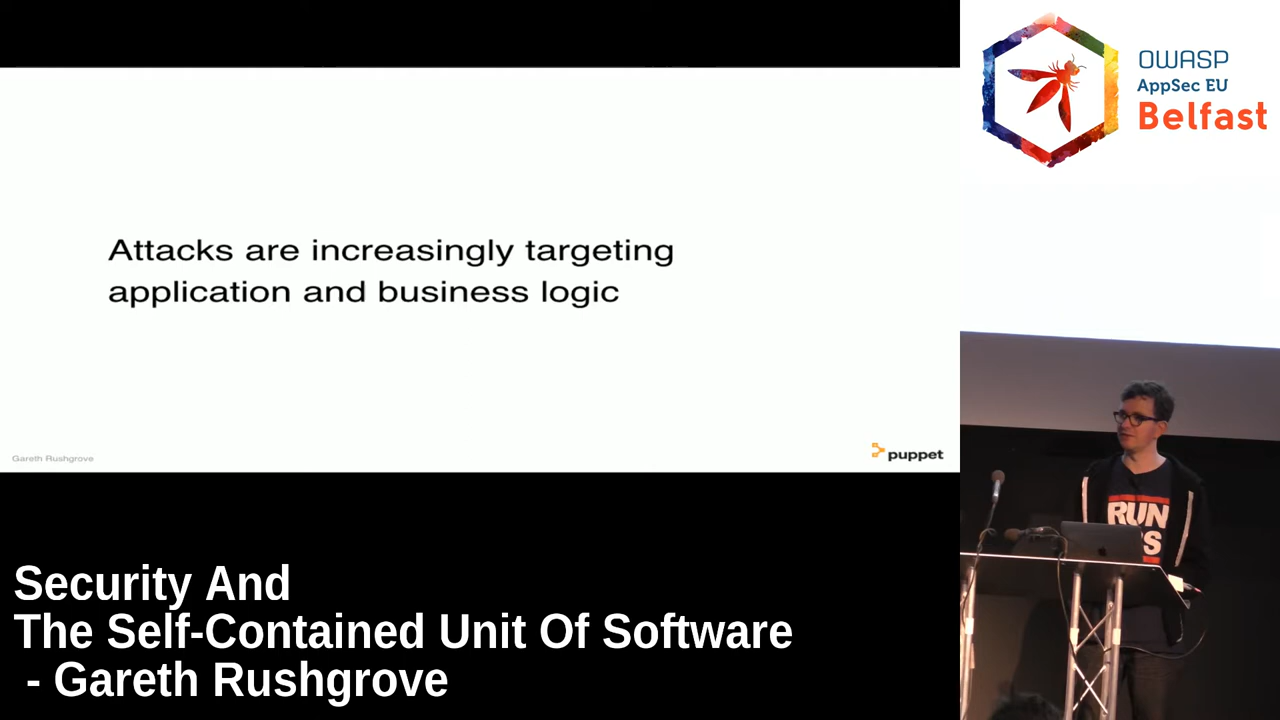 Attacks are increasingly targeting
application and business logic
Gareth Rushgrove
puppet
OWASP
AppSec EU
Belfast
RUN
Security And
The Self-Contained Unit Of Software
- Gareth Rushgrove